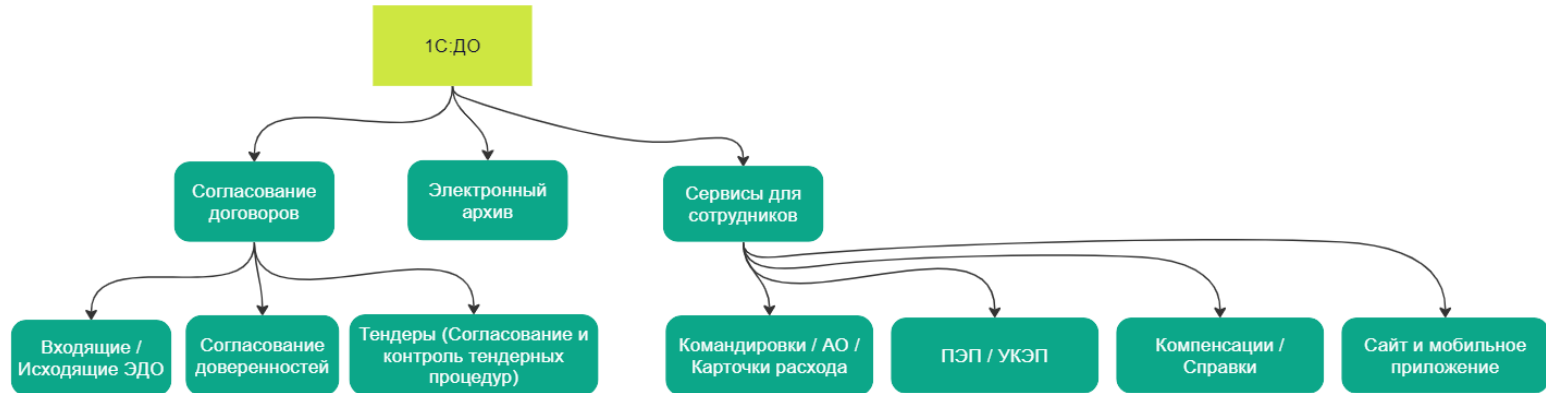 1С:ДО
Согласование
договоров
Электронный
архив
Сервисы для
сотрудников
Входящие /
Исходящие ЭДО
Согласование
доверенностей
Тендеры (Согласование и
контроль тендерных
процедур)
Командировки / АО /
Карточки расхода
ПЭП / УКЭП
Компенсации /
Справки
Сайт и мобильное
приложение